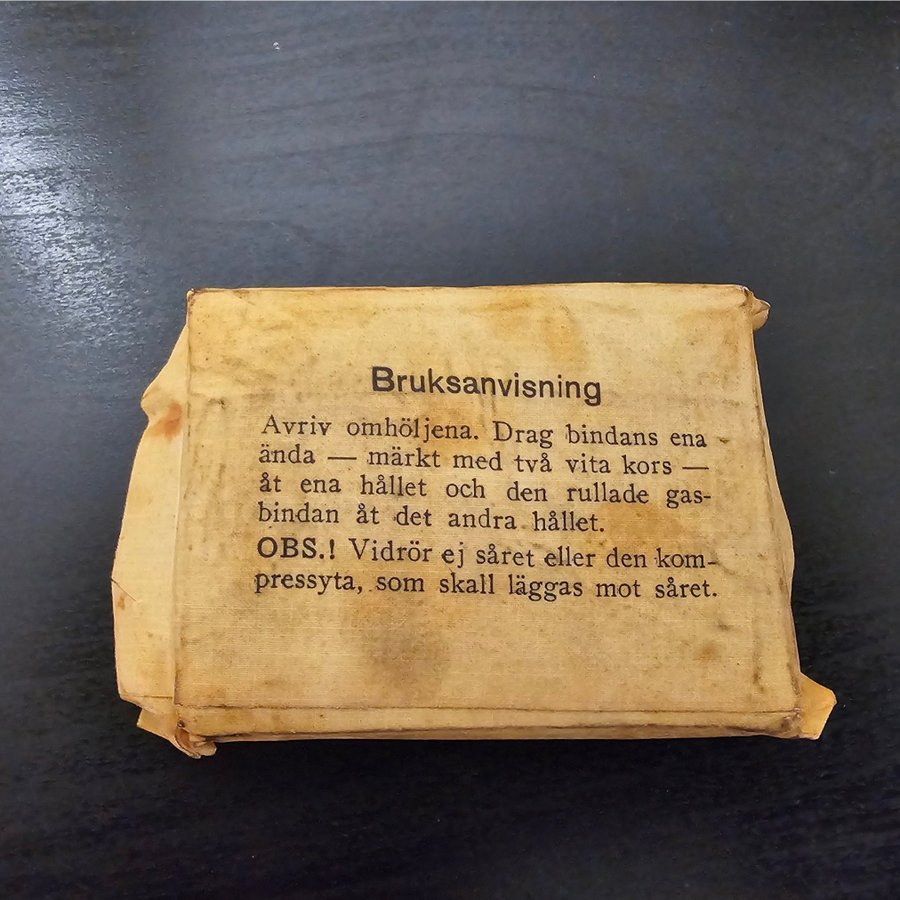 Bruksanvisning
Avriv omhöljena. Drag bindans ena
ända — märkt med två vita kors —
åt ena hållet och den rullade gas-
bindan åt det andra hållet.
OBS.! Vidrör ej såret eller den kom-
pressyta, som skall läggas mot såret.